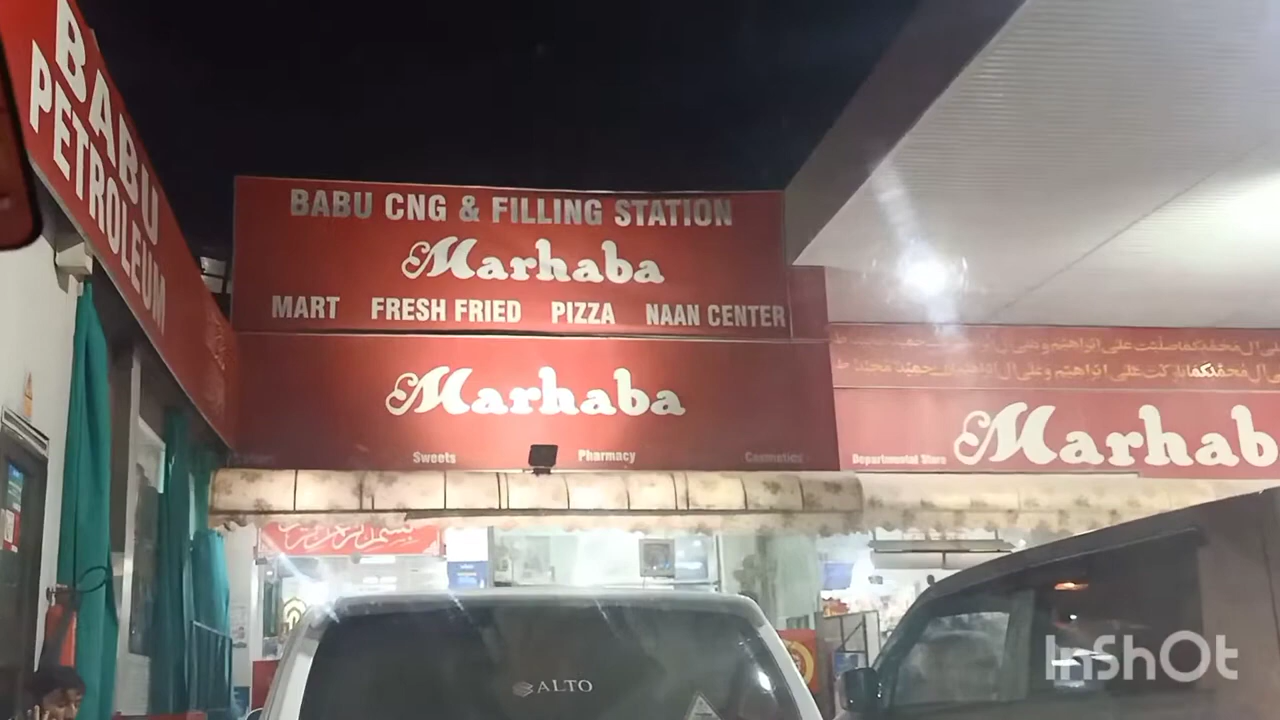 BABU
PETROLEUM
BABU CNG & FILLING STATION
Marhaba
MART FRESH FRIED PIZZA NAAN CENTER
Marhaba
Sweets Pharmacy Cosmetics
Departmental Store
Marhab
ALTO
InShOt